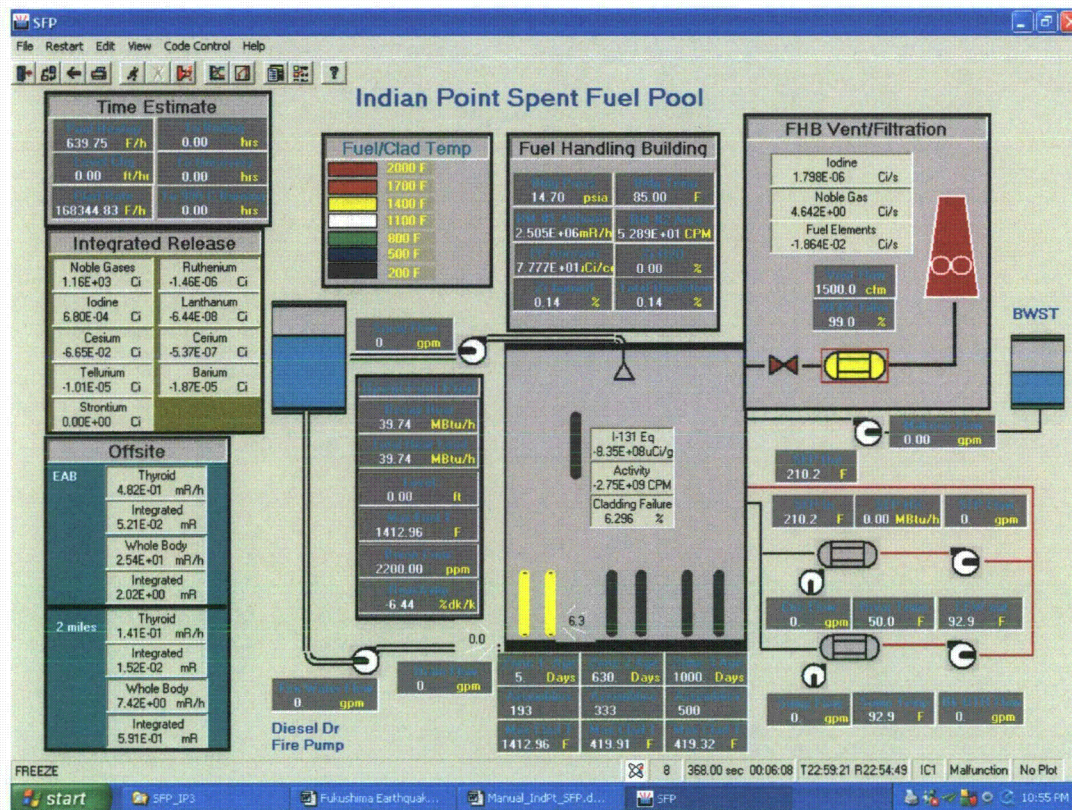 SFP
File Restart Edit View Code Control Help
Indian Point Spent Fuel Pool
Time Estimate
639.75 F/h
0.00 hrs
0.00 ft/hr
0.00 hrs
168344.83 F/h
0.00 hrs
Integrated Release
Noble Gases
1.16E+03 Ci
Ruthenium
-1.46E-06 Ci
Iodine
6.80E-04 Ci
Lanthanum
-6.44E-08 Ci
Cesium
-6.65E-02 Ci
Cerium
-5.37E-07 Ci
Tellurium
-1.01E-05 Ci
Barium
-1.87E-05 Ci
Strontium
0.00E+00 Ci
Offsite
EAB
Thyroid
4.82E-01 mR/h
Integrated
5.21E-02 mR
Whole Body
2.54E+01 mR/h
Integrated
2.02E+00 mR
2 miles
Thyroid
1.41E-01 mR/h
Integrated
1.52E-02 mR
Whole Body
7.42E+00 mR/h
Integrated
5.91E-01 mR
Fuel/Clad Temp
2000 F
1700 F
1400 F
1100 F
800 F
500 F
200 F
Fuel Handling Building
14.70 psia
85.00 F
2.505E+06mR/h
5.289E+01 CPM
7.777E+01uCi/cc
0.00 %
0.14 %
0.14 %
FHB Vent/Filtration
Iodine
1.798E-06 Ci/s
Noble Gas
4.642E+00 Ci/s
Fuel Elements
-1.864E-02 Ci/s
1500.0 cfm
99.0 %
BWST
0 gpm
39.74 MBtu/h
39.74 MBtu/h
0.00 ft
1412.96 F
2200.00 ppm
-6.44 %dk/k
I-131 Eq
-8.35E+08uCi/g
Activity
-2.75E+09 CPM
Cladding Failure
6.296 %
6.3
0.0
0.00 gpm
210.2 F
210.2 F
0.00 MBtu/h
0. gpm
0. gpm
50.0 F
92.9 F
0. gpm
92.9 F
0. gpm
0 gpm
0 gpm
Diesel Dr
Fire Pump
5. Days
630 Days
1000 Days
193
333
500
1412.96 F
419.91 F
419.32 F
FREEZE
8 368.00 sec 00:06:08 T22:59:21 R22:54:49 IC1 Malfunction No Plot
start SFP_IP3 Fukushima Earthquak... Manual_IndPt_SFP.d... SFP 10:55 PM